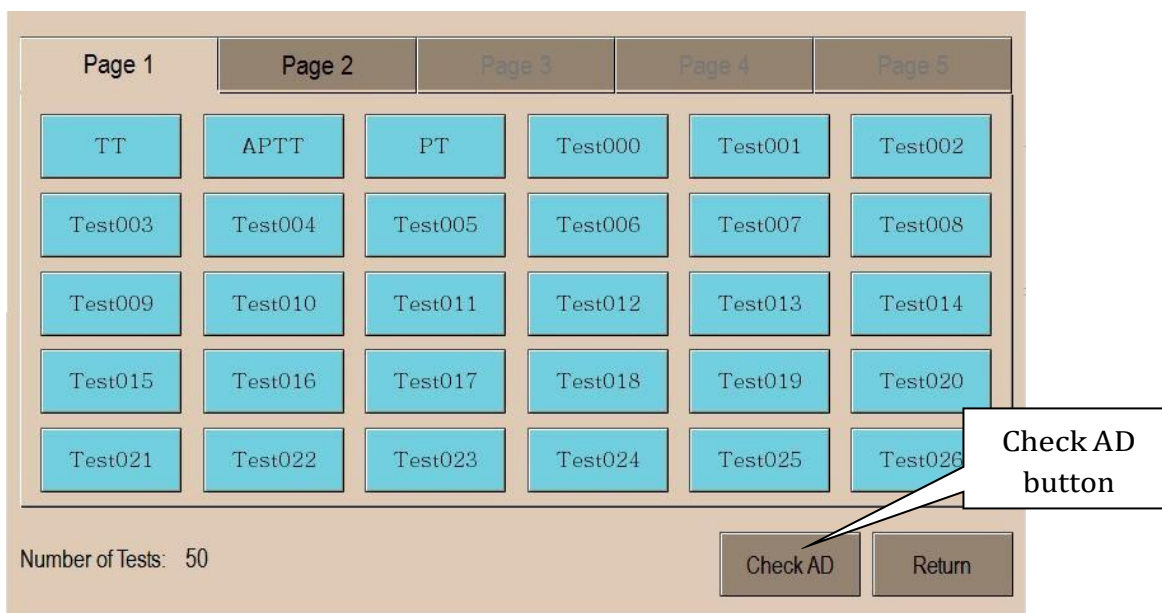 Page 1 Page 2 Page 3 Page 4 Page 5
TT APTT PT Test000 Test001 Test002
Test003 Test004 Test005 Test006 Test007 Test008
Test009 Test010 Test011 Test012 Test013 Test014
Test015 Test016 Test017 Test018 Test019 Test020
Test021 Test022 Test023 Test024 Test025 Test026
Check AD
button
Number of Tests: 50 Check AD Return